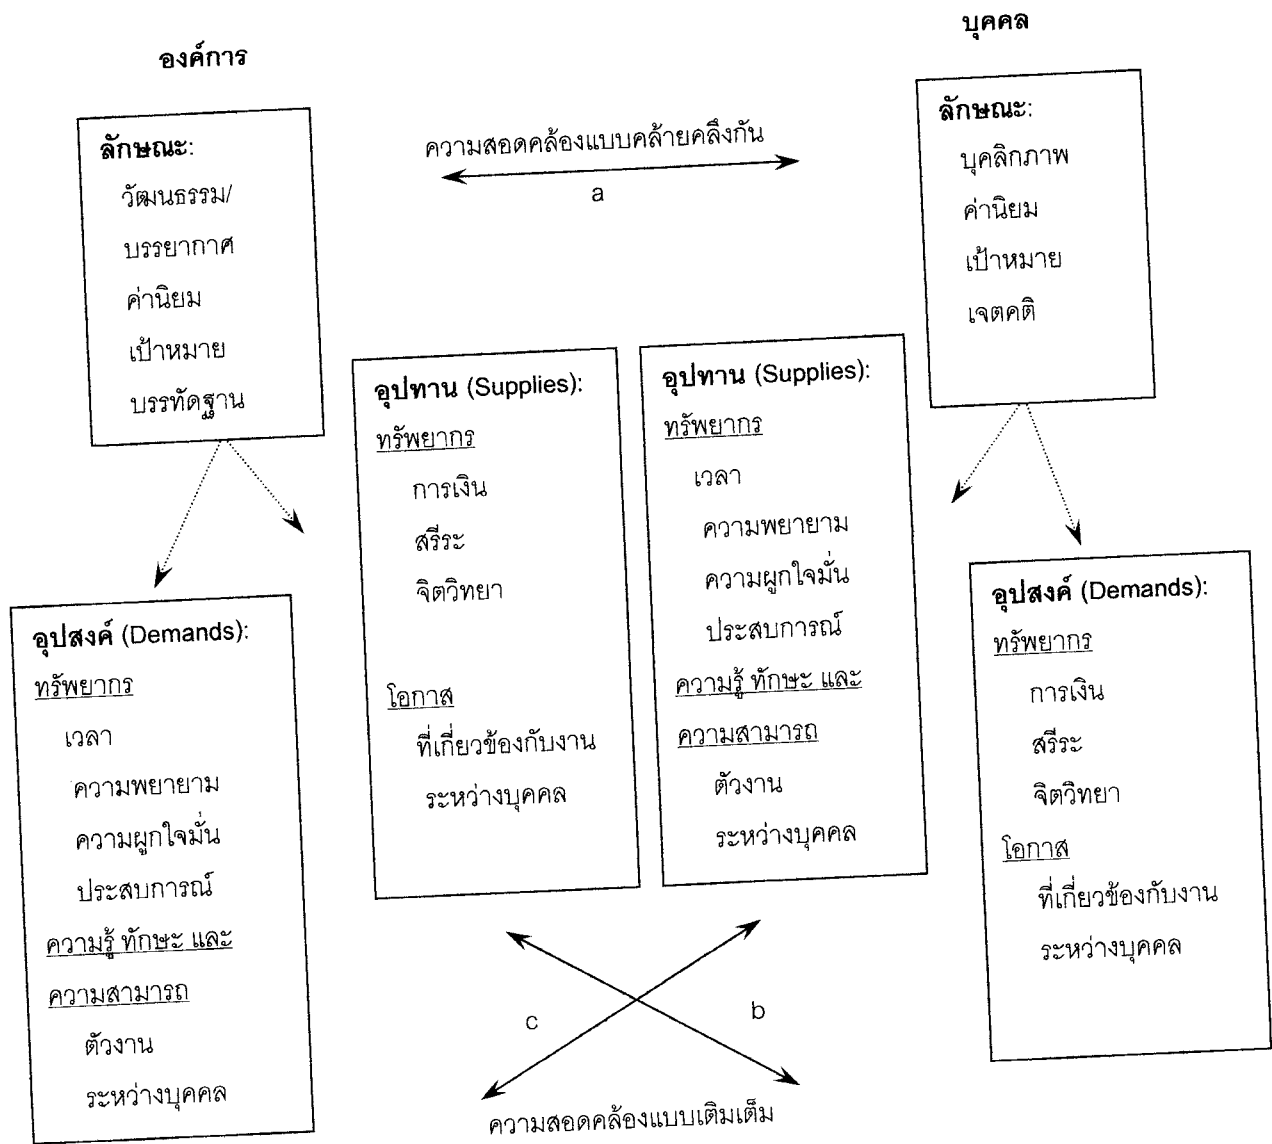 องค์การ
บุคคล
ลักษณะ:
วัฒนธรรม/
บรรยากาศ
ค่านิยม
เป้าหมาย
บรรทัดฐาน
ความสอดคล้องแบบคล้ายคลึงกัน
a
ลักษณะ:
บุคลิกภาพ
ค่านิยม
เป้าหมาย
เจตคติ
อุปทาน (Supplies):
ทรัพยากร
การเงิน
สรีระ
จิตวิทยา
โอกาส
ที่เกี่ยวข้องกับงาน
ระหว่างบุคคล
อุปทาน (Supplies):
ทรัพยากร
เวลา
ความพยายาม
ความผูกใจมั่น
ประสบการณ์
ความรู้ ทักษะ และ
ความสามารถ
ตัวงาน
ระหว่างบุคคล
อุปสงค์ (Demands):
ทรัพยากร
เวลา
ความพยายาม
ความผูกใจมั่น
ประสบการณ์
ความรู้ ทักษะ และ
ความสามารถ
ตัวงาน
ระหว่างบุคคล
อุปสงค์ (Demands):
ทรัพยากร
การเงิน
สรีระ
จิตวิทยา
โอกาส
ที่เกี่ยวข้องกับงาน
ระหว่างบุคคล
c
b
ความสอดคล้องแบบเติมเต็ม